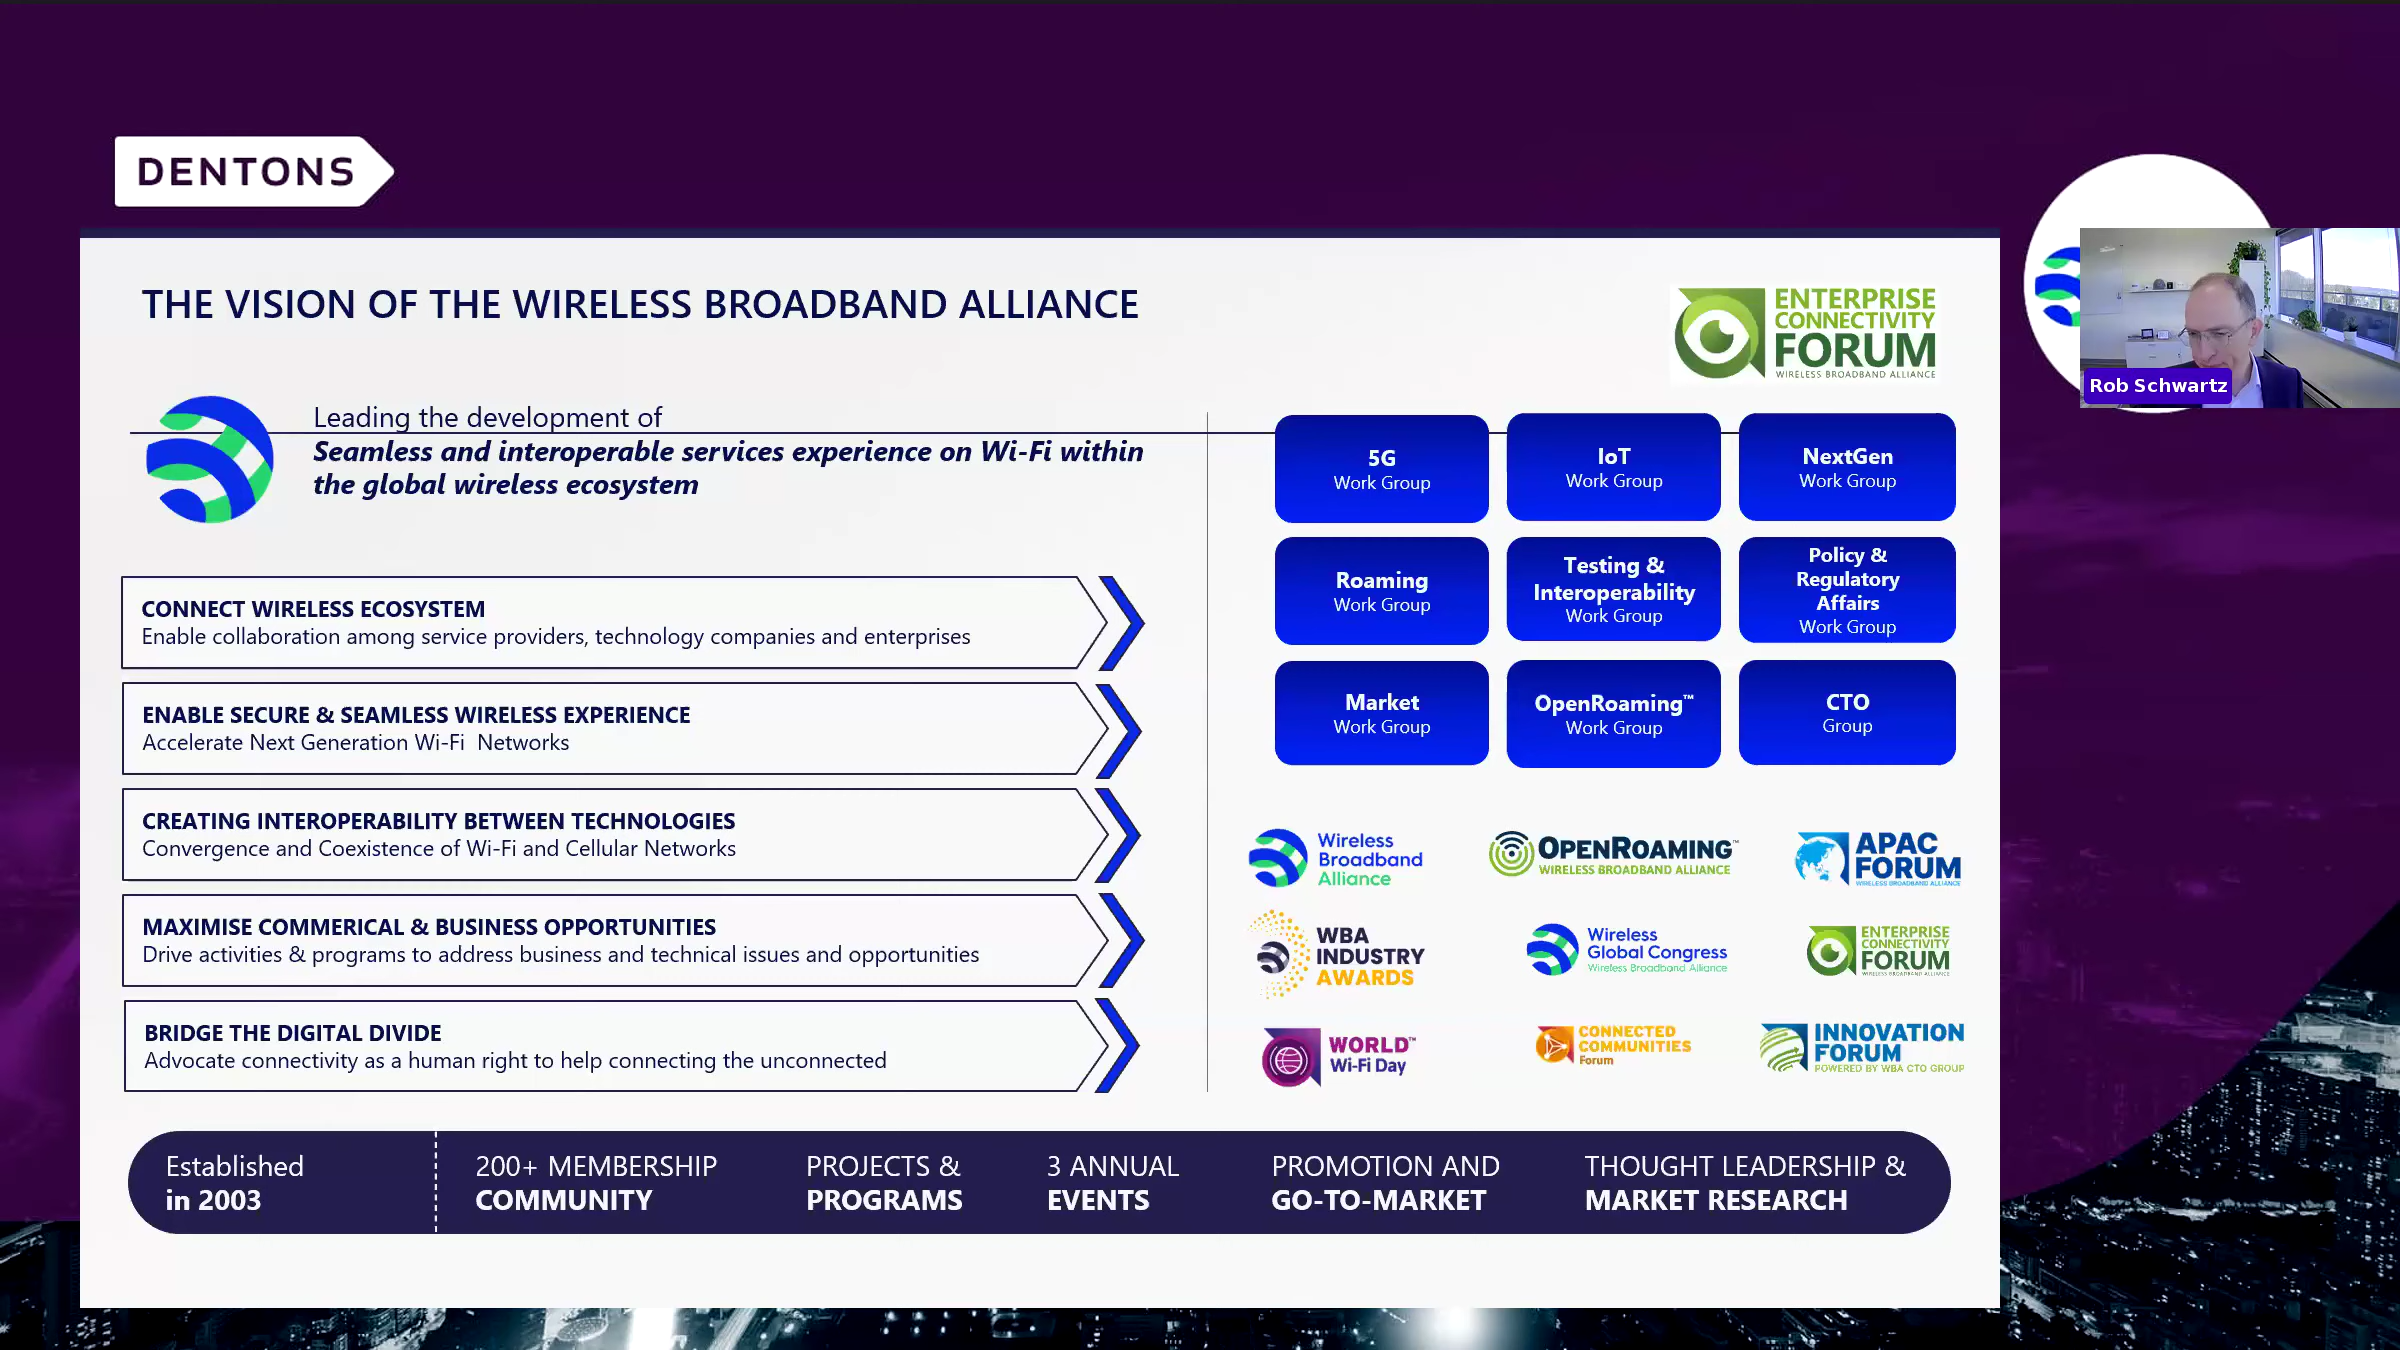 DENTONS
THE VISION OF THE WIRELESS BROADBAND ALLIANCE
ENTERPRISE
CONNECTIVITY
FORUM
WIRELESS BROADBAND ALLIANCE
Rob Schwartz
Leading the development of
Seamless and interoperable services experience on Wi-Fi within
the global wireless ecosystem
CONNECT WIRELESS ECOSYSTEM
Enable collaboration among service providers, technology companies and enterprises
ENABLE SECURE & SEAMLESS WIRELESS EXPERIENCE
Accelerate Next Generation Wi-Fi  Networks
CREATING INTEROPERABILITY BETWEEN TECHNOLOGIES
Convergence and Coexistence of Wi-Fi and Cellular Networks
MAXIMISE COMMERICAL & BUSINESS OPPORTUNITIES
Drive activities & programs to address business and technical issues and opportunities
BRIDGE THE DIGITAL DIVIDE
Advocate connectivity as a human right to help connecting the unconnected
5G
Work Group
IoT
Work Group
NextGen
Work Group
Roaming
Work Group
Testing &
Interoperability
Work Group
Policy &
Regulatory
Affairs
Work Group
Market
Work Group
OpenRoaming™
Work Group
CTO
Group
Wireless
Broadband
Alliance
OPENROAMING™
WIRELESS BROADBAND ALLIANCE
APAC
FORUM
WIRELESS BROADBAND ALLIANCE
WBA
INDUSTRY
AWARDS
Wireless
Global Congress
Wireless Broadband Alliance
ENTERPRISE
CONNECTIVITY
FORUM
WIRELESS BROADBAND ALLIANCE
WORLD™
Wi-Fi Day
CONNECTED
COMMUNITIES
Forum
INNOVATION
FORUM
POWERED BY WBA CTO GROUP
Established
in 2003
200+ MEMBERSHIP
COMMUNITY
PROJECTS &
PROGRAMS
3 ANNUAL
EVENTS
PROMOTION AND
GO-TO-MARKET
THOUGHT LEADERSHIP &
MARKET RESEARCH